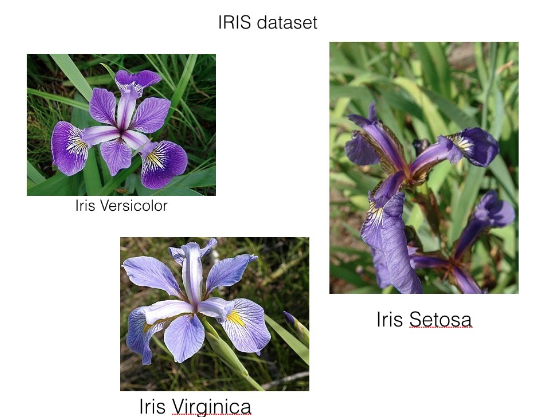 IRIS dataset
Iris Versicolor
Iris Setosa
Iris Virginica